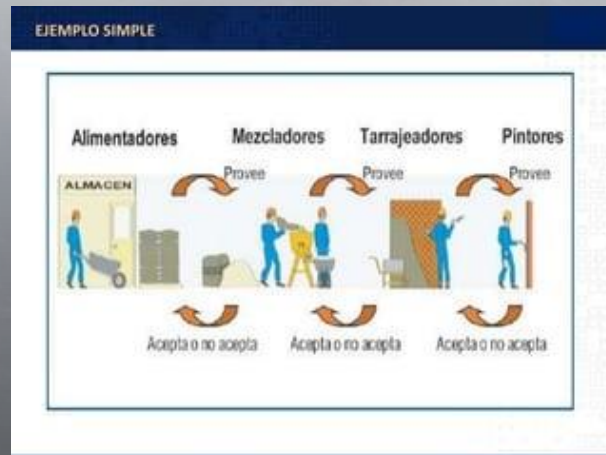 EJEMPLO SIMPLE
Alimentadores Mezcladores Tarrajeadores Pintores
Provee Provee Provee
ALMACEN
Acepta o no acepta Acepta o no acepta Acepta o no acepta